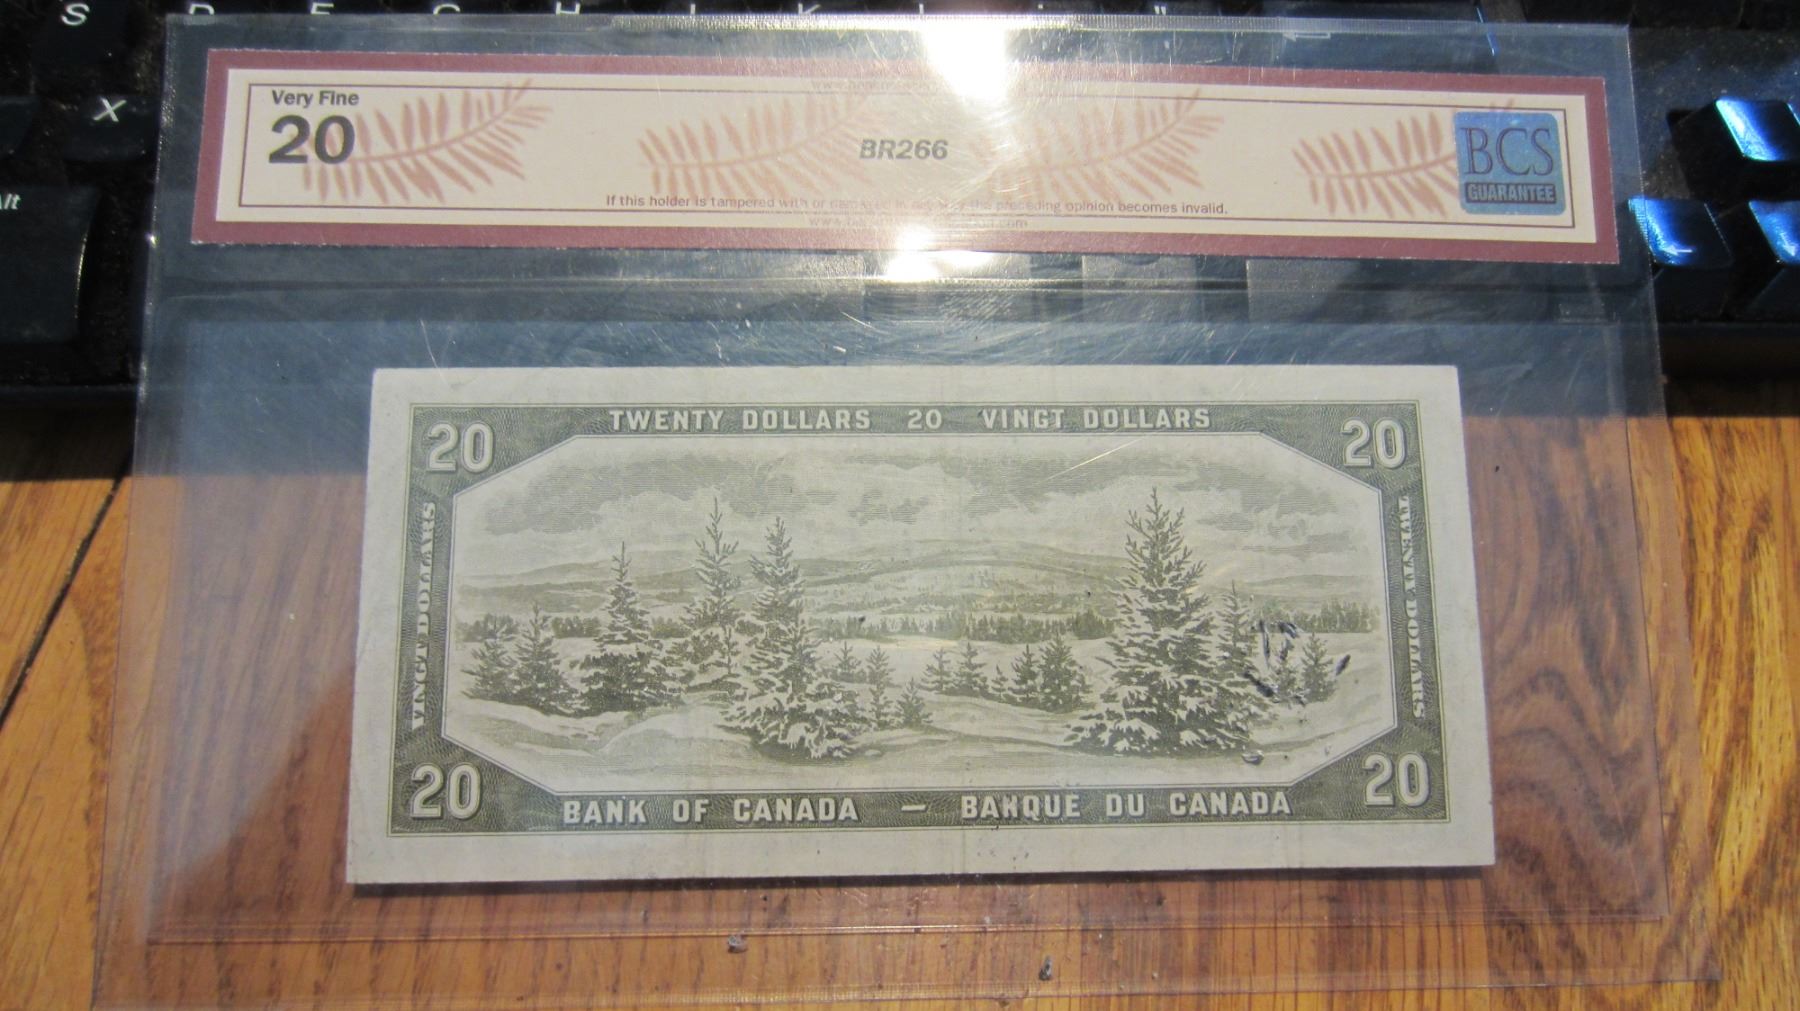 S D F G H J K L ; "
X
Alt
Very Fine
20
BR266
BCS
GUARANTEE
If this holder is tampered with or damaged in any way the preceding opinion becomes invalid.
TWENTY DOLLARS 20 VINGT DOLLARS
20
20
VINGT DOLLARS
TWENTY DOLLARS
20
20
BANK OF CANADA — BANQUE DU CANADA